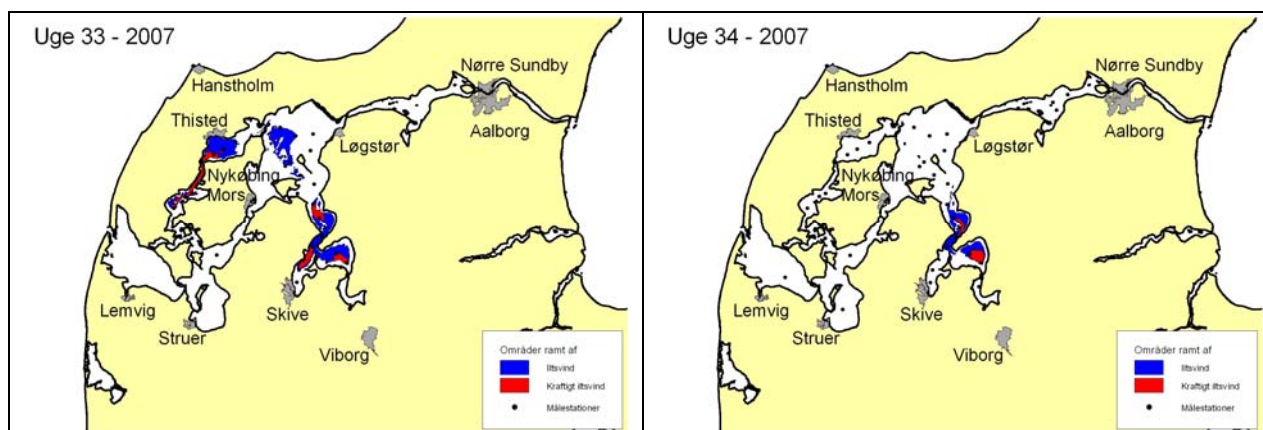 Uge 33 - 2007
Hanstholm
Nørre Sundby
Thisted
Aalborg
Løgstør
Nykøbing
Mors
Lemvig
Skive
Struer
Viborg
Områder ramt af
Iltsvind
Kraftigt iltsvind
Målestationer
Uge 34 - 2007
Hanstholm
Nørre Sundby
Thisted
Aalborg
Løgstør
Nykøbing
Mors
Lemvig
Skive
Struer
Viborg
Områder ramt af
Iltsvind
Kraftigt iltsvind
Målestationer